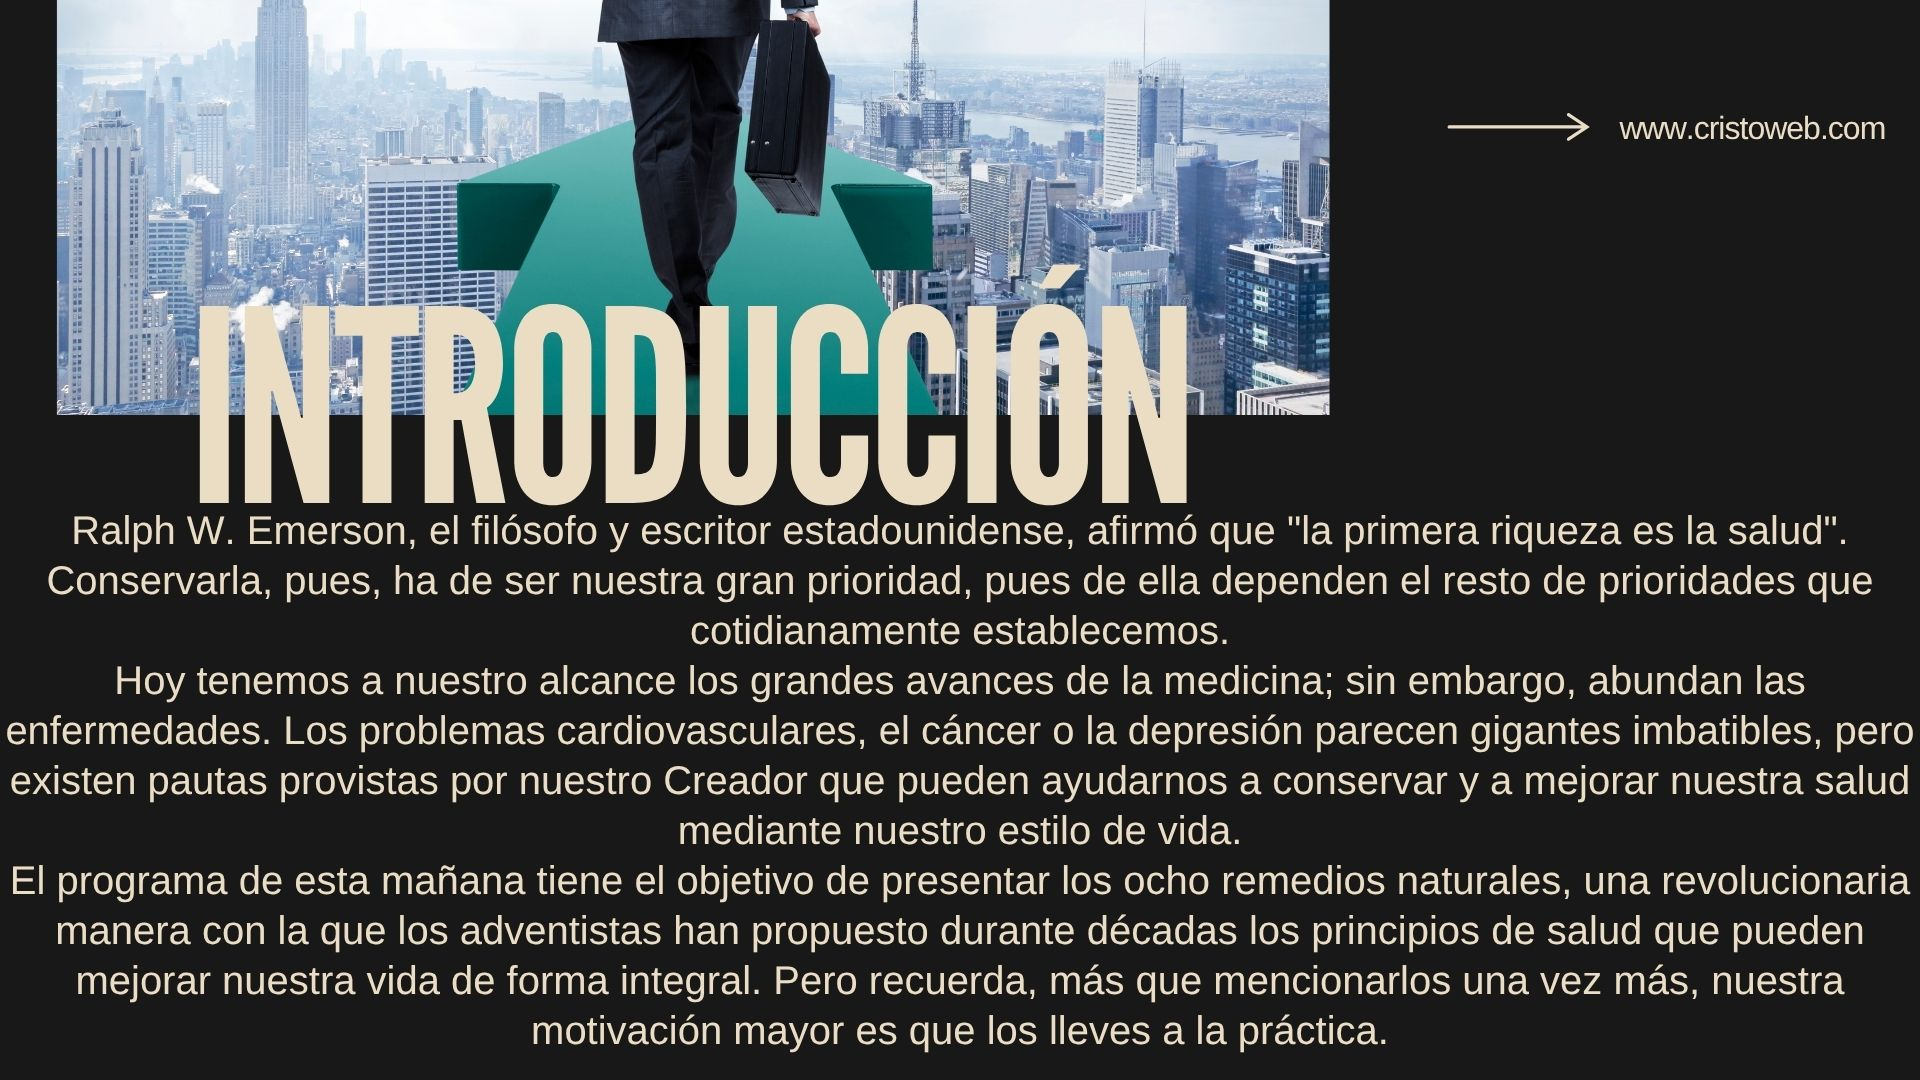 www.cristoweb.com
INTRODUCCIÓN
Ralph W. Emerson, el filósofo y escritor estadounidense, afirmó que "la primera riqueza es la salud".
Conservarla, pues, ha de ser nuestra gran prioridad, pues de ella dependen el resto de prioridades que
cotidianamente establecemos.
Hoy tenemos a nuestro alcance los grandes avances de la medicina; sin embargo, abundan las
enfermedades. Los problemas cardiovasculares, el cáncer o la depresión parecen gigantes imbatibles, pero
existen pautas provistas por nuestro Creador que pueden ayudarnos a conservar y a mejorar nuestra salud
mediante nuestro estilo de vida.
El programa de esta mañana tiene el objetivo de presentar los ocho remedios naturales, una revolucionaria
manera con la que los adventistas han propuesto durante décadas los principios de salud que pueden
mejorar nuestra vida de forma integral. Pero recuerda, más que mencionarlos una vez más, nuestra
motivación mayor es que los lleves a la práctica.